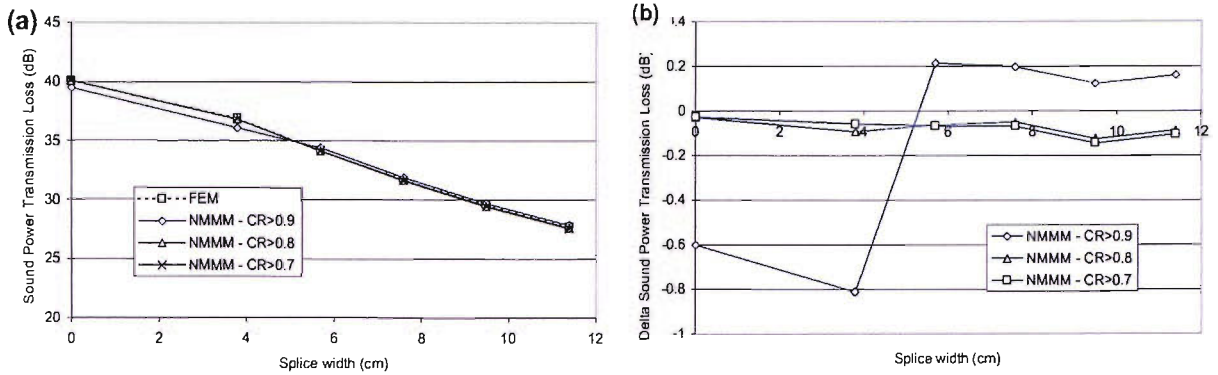 (a)
45
40
35
30
25
20
Sound Power Transmission Loss (dB)
FEM
NMMM - CR>0.9
NMMM - CR>0.8
NMMM - CR>0.7
0
2
4
6
8
10
12
Splice width (cm)
(b)
0.4
0.2
0
-0.2
-0.4
-0.6
-0.8
-1
Delta Sound Power Transmission Loss (dB)
0
2
4
6
8
10
12
NMMM - CR>0.9
NMMM - CR>0.8
NMMM - CR>0.7
Splice width (cm)